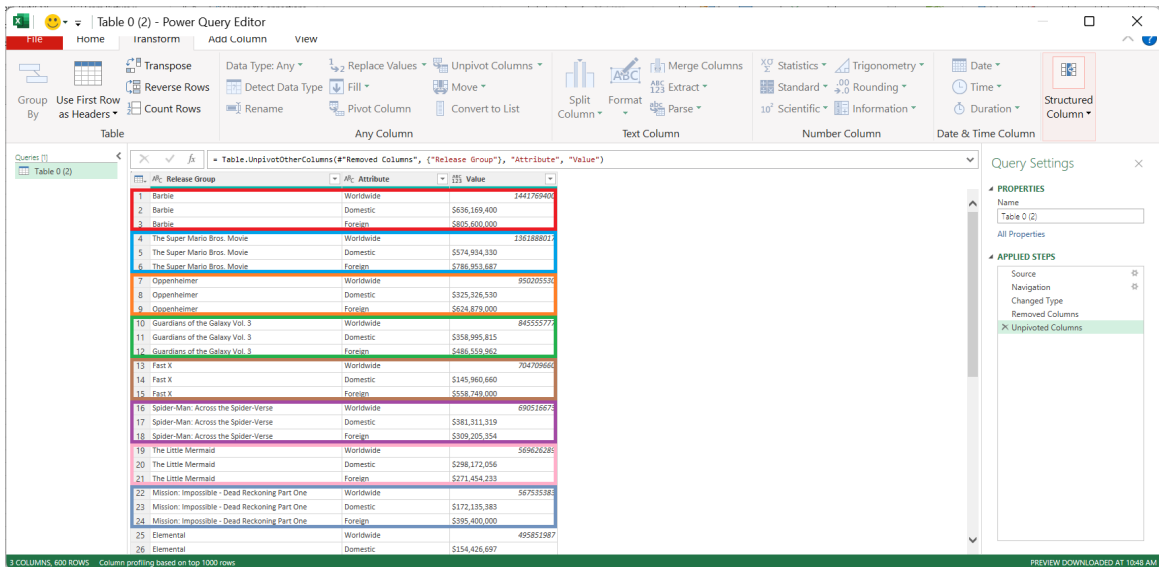 Table 0 (2) - Power Query Editor
File Home Transform Add Column View
Transpose
Reverse Rows
Count Rows
Group By
Use First Row as Headers
Table
Data Type: Any
Detect Data Type
Rename
1→2 Replace Values
Fill
Pivot Column
Unpivot Columns
Move
Convert to List
Any Column
Split Column
ABC
Format
Merge Columns
ABC 123 Extract
abc Parse
Text Column
Statistics
Standard
10² Scientific
Trigonometry
.00 Rounding
Information
Number Column
Date
Time
Duration
Date & Time Column
Structured Column
Queries [1]
Table 0 (2)
fx = Table.UnpivotOtherColumns(#"Removed Columns", {"Release Group"}, "Attribute", "Value")
Release Group Attribute Value
1 Barbie Worldwide 1441769400
2 Barbie Domestic $636,169,400
3 Barbie Foreign $805,600,000
4 The Super Mario Bros. Movie Worldwide 1361888017
5 The Super Mario Bros. Movie Domestic $574,934,330
6 The Super Mario Bros. Movie Foreign $786,953,687
7 Oppenheimer Worldwide 950205530
8 Oppenheimer Domestic $325,326,530
9 Oppenheimer Foreign $624,879,000
10 Guardians of the Galaxy Vol. 3 Worldwide 845555777
11 Guardians of the Galaxy Vol. 3 Domestic $358,995,815
12 Guardians of the Galaxy Vol. 3 Foreign $486,559,962
13 Fast X Worldwide 704709660
14 Fast X Domestic $145,960,660
15 Fast X Foreign $558,749,000
16 Spider-Man: Across the Spider-Verse Worldwide 690516673
17 Spider-Man: Across the Spider-Verse Domestic $381,311,319
18 Spider-Man: Across the Spider-Verse Foreign $309,205,354
19 The Little Mermaid Worldwide 569626289
20 The Little Mermaid Domestic $298,172,056
21 The Little Mermaid Foreign $271,454,233
22 Mission: Impossible - Dead Reckoning Part One Worldwide 567535383
23 Mission: Impossible - Dead Reckoning Part One Domestic $172,135,383
24 Mission: Impossible - Dead Reckoning Part One Foreign $395,400,000
25 Elemental Worldwide 495851987
26 Elemental Domestic $154,426,697
Query Settings
PROPERTIES
Name
Table 0 (2)
All Properties
APPLIED STEPS
Source
Navigation
Changed Type
Removed Columns
Unpivoted Columns
3 COLUMNS, 600 ROWS Column profiling based on top 1000 rows
PREVIEW DOWNLOADED AT 10:48 AM